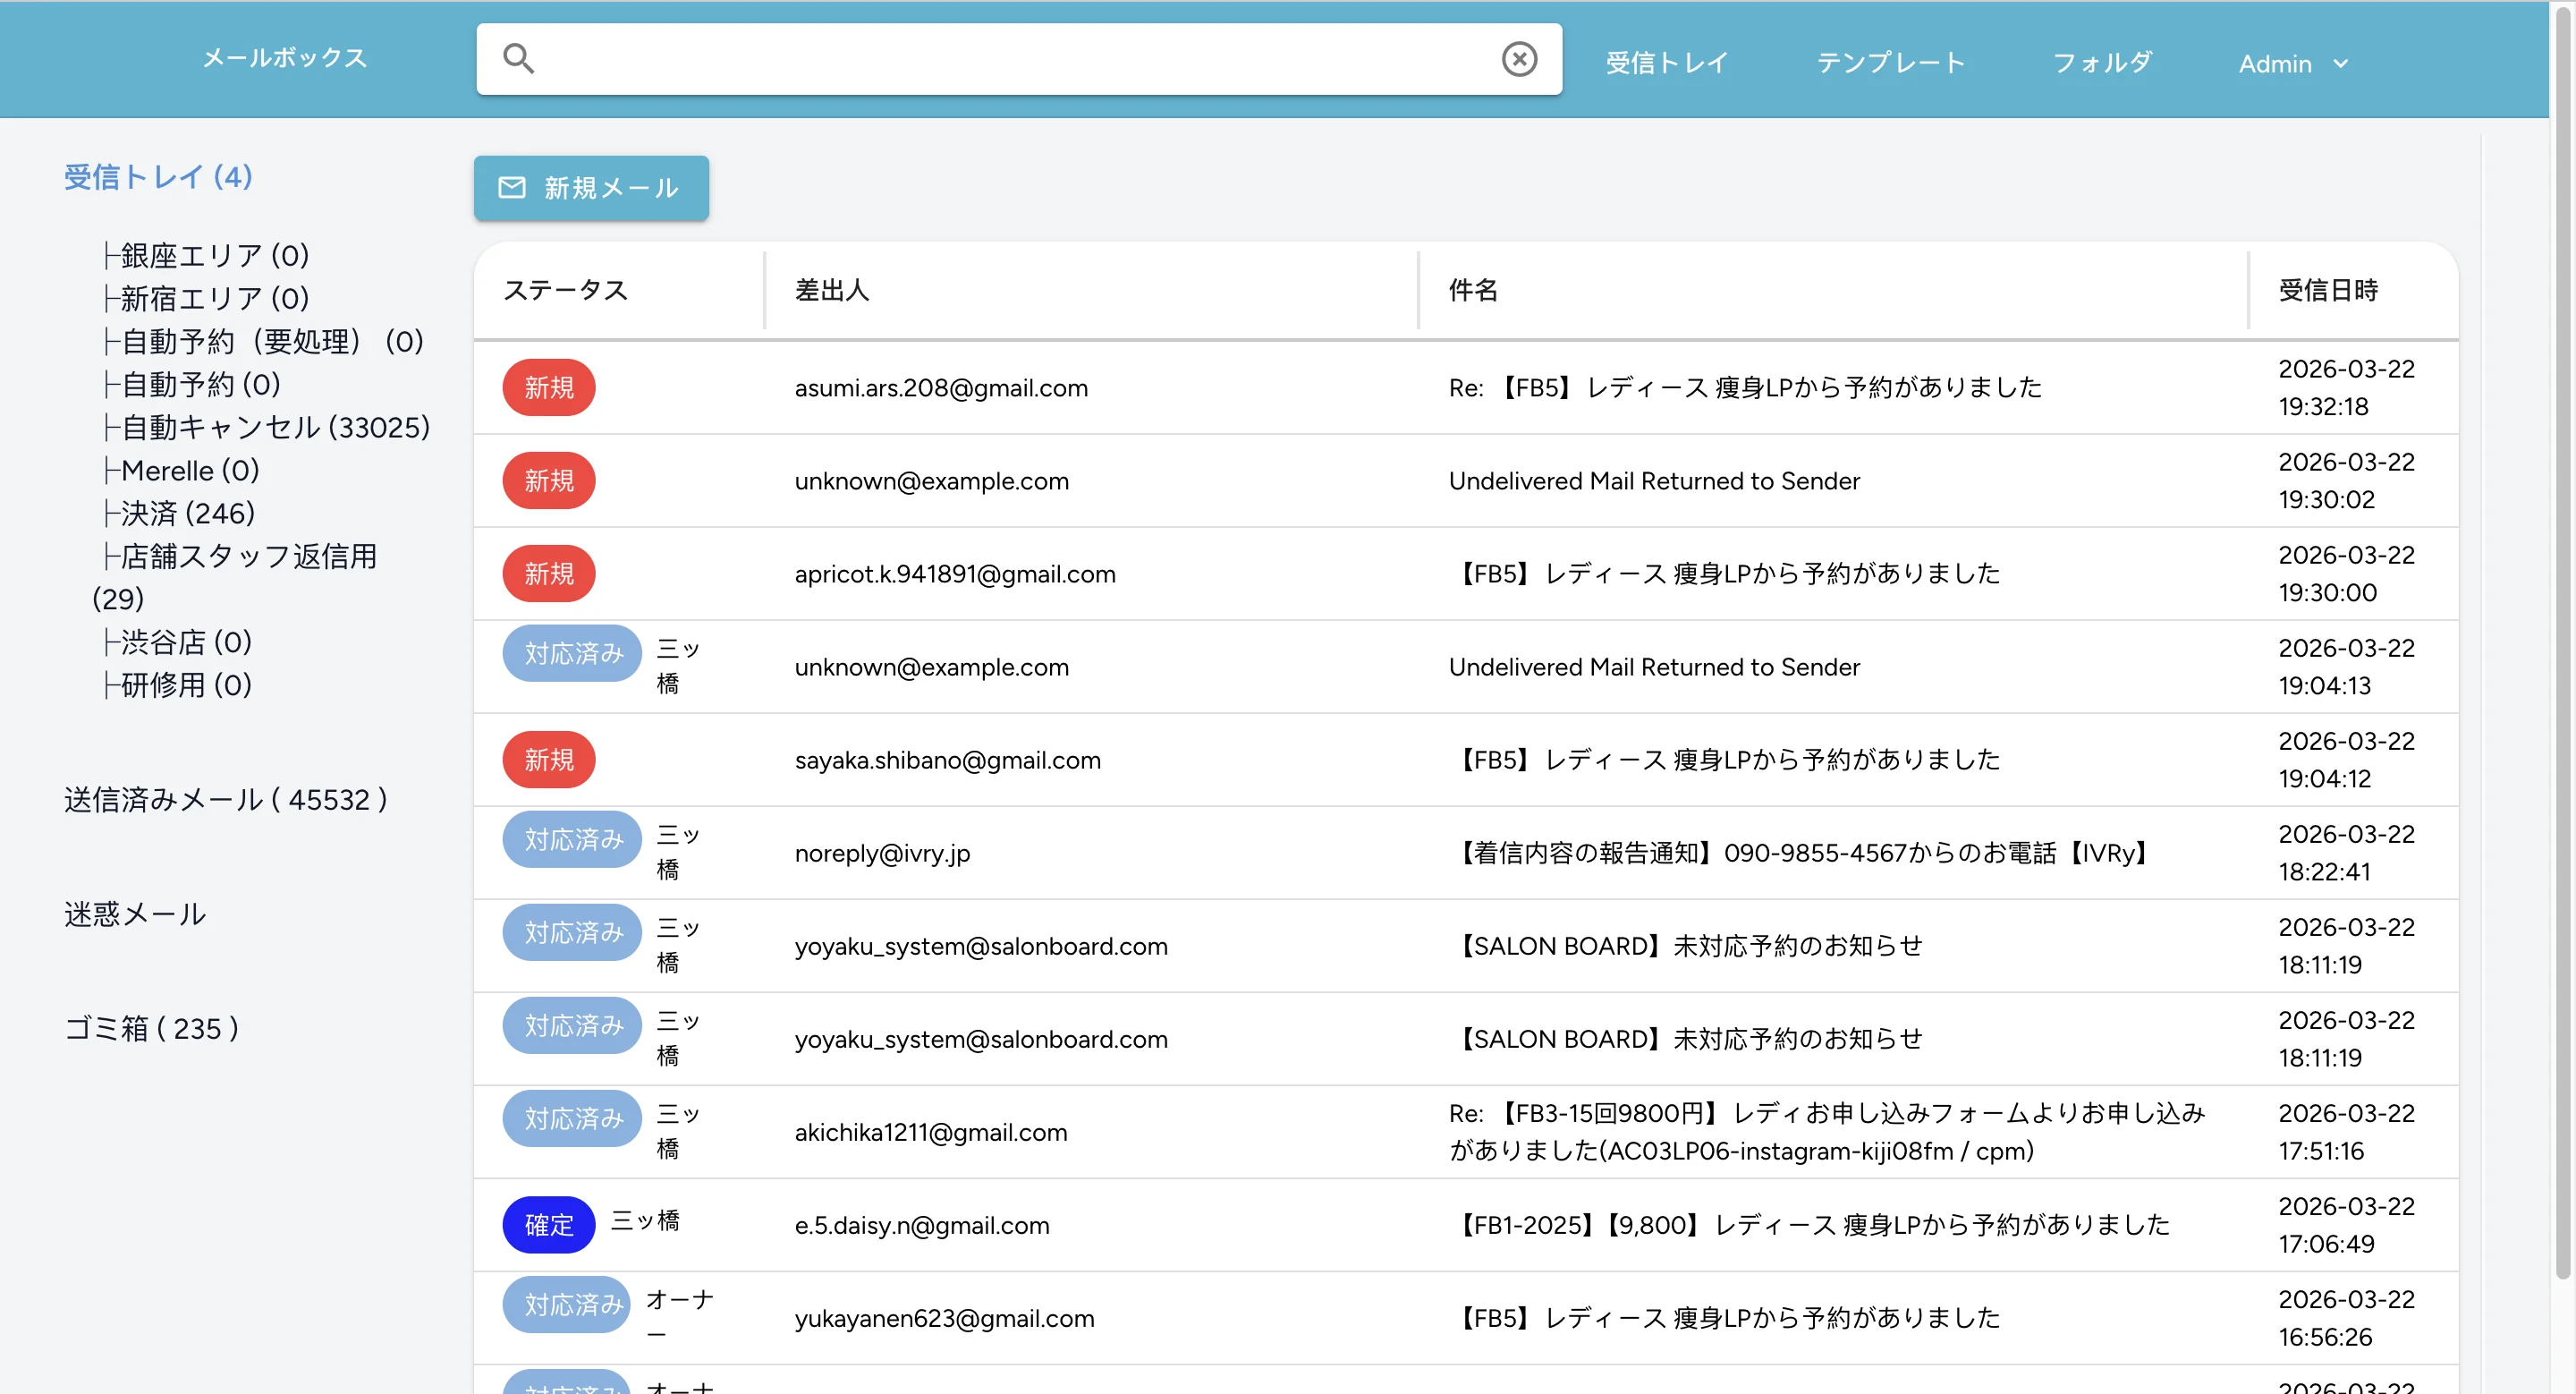 メールボックス
受信トレイ
テンプレート
フォルダ
Admin
受信トレイ (4)
├銀座エリア (0)
├新宿エリア (0)
├自動予約（要処理） (0)
├自動予約 (0)
├自動キャンセル (33025)
├Merelle (0)
├決済 (246)
├店舗スタッフ返信用
(29)
├渋谷店 (0)
├研修用 (0)
送信済みメール ( 45532 )
迷惑メール
ゴミ箱 ( 235 )
新規メール
ステータス 差出人 件名 受信日時
新規 asumi.ars.208@gmail.com Re: 【FB5】レディース 痩身LPから予約がありました 2026-03-22
19:32:18
新規 unknown@example.com Undelivered Mail Returned to Sender 2026-03-22
19:30:02
新規 apricot.k.941891@gmail.com 【FB5】レディース 痩身LPから予約がありました 2026-03-22
19:30:00
対応済み 三ッ
橋 unknown@example.com Undelivered Mail Returned to Sender 2026-03-22
19:04:13
新規 sayaka.shibano@gmail.com 【FB5】レディース 痩身LPから予約がありました 2026-03-22
19:04:12
対応済み 三ッ
橋 noreply@ivry.jp 【着信内容の報告通知】090-9855-4567からのお電話【IVRy】 2026-03-22
18:22:41
対応済み 三ッ
橋 yoyaku_system@salonboard.com 【SALON BOARD】未対応予約のお知らせ 2026-03-22
18:11:19
対応済み 三ッ
橋 yoyaku_system@salonboard.com 【SALON BOARD】未対応予約のお知らせ 2026-03-22
18:11:19
対応済み 三ッ
橋 akichika1211@gmail.com Re: 【FB3-15回9800円】レディお申し込みフォームよりお申し込み
がありました(AC03LP06-instagram-kiji08fm / cpm) 2026-03-22
17:51:16
確定 三ッ橋 e.5.daisy.n@gmail.com 【FB1-2025】【9,800】レディース 痩身LPから予約がありました 2026-03-22
17:06:49
対応済み オーナ
ー yukayanen623@gmail.com 【FB5】レディース 痩身LPから予約がありました 2026-03-22
16:56:26
対応済み オーナ 2026-03-22